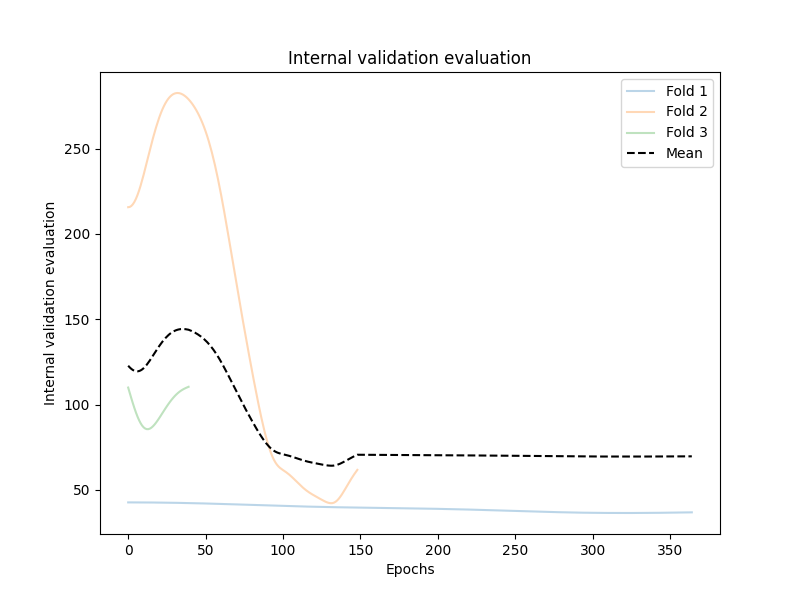 Internal validation evaluation
Fold 1
Fold 2
Fold 3
Mean
Internal validation evaluation
250
200
150
100
50
0 50 100 150 200 250 300 350
Epochs